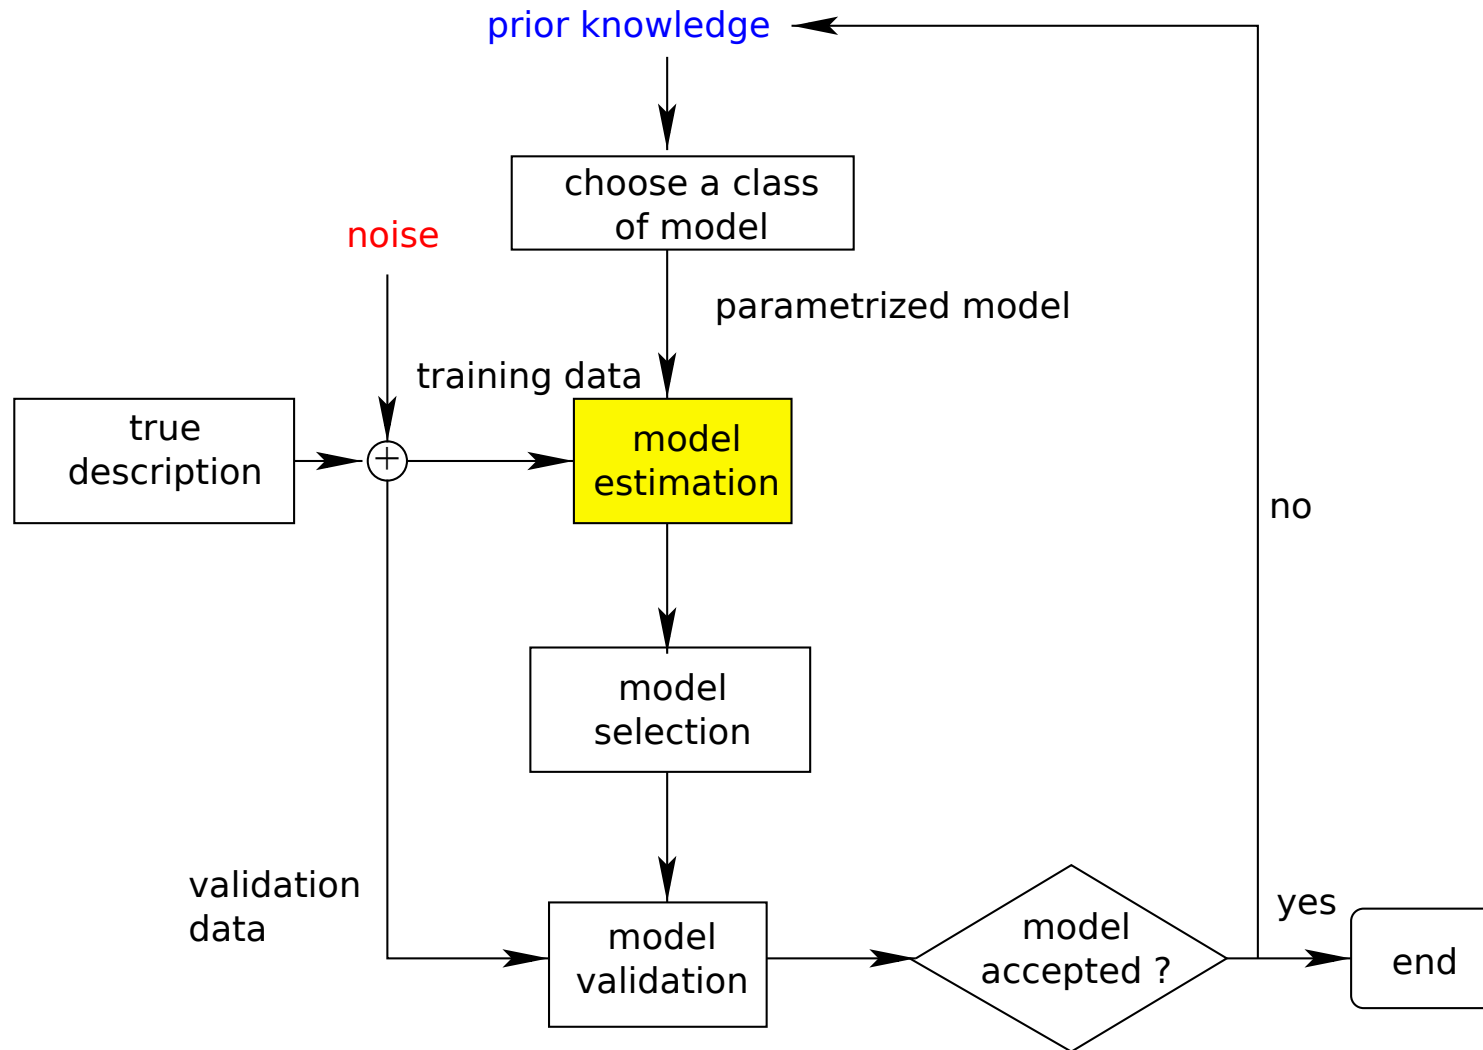 prior knowledge
choose a class
of model
noise
parametrized model
training data
true
description
+
model
estimation
no
model
selection
validation
data
model
validation
model
accepted ?
yes
end